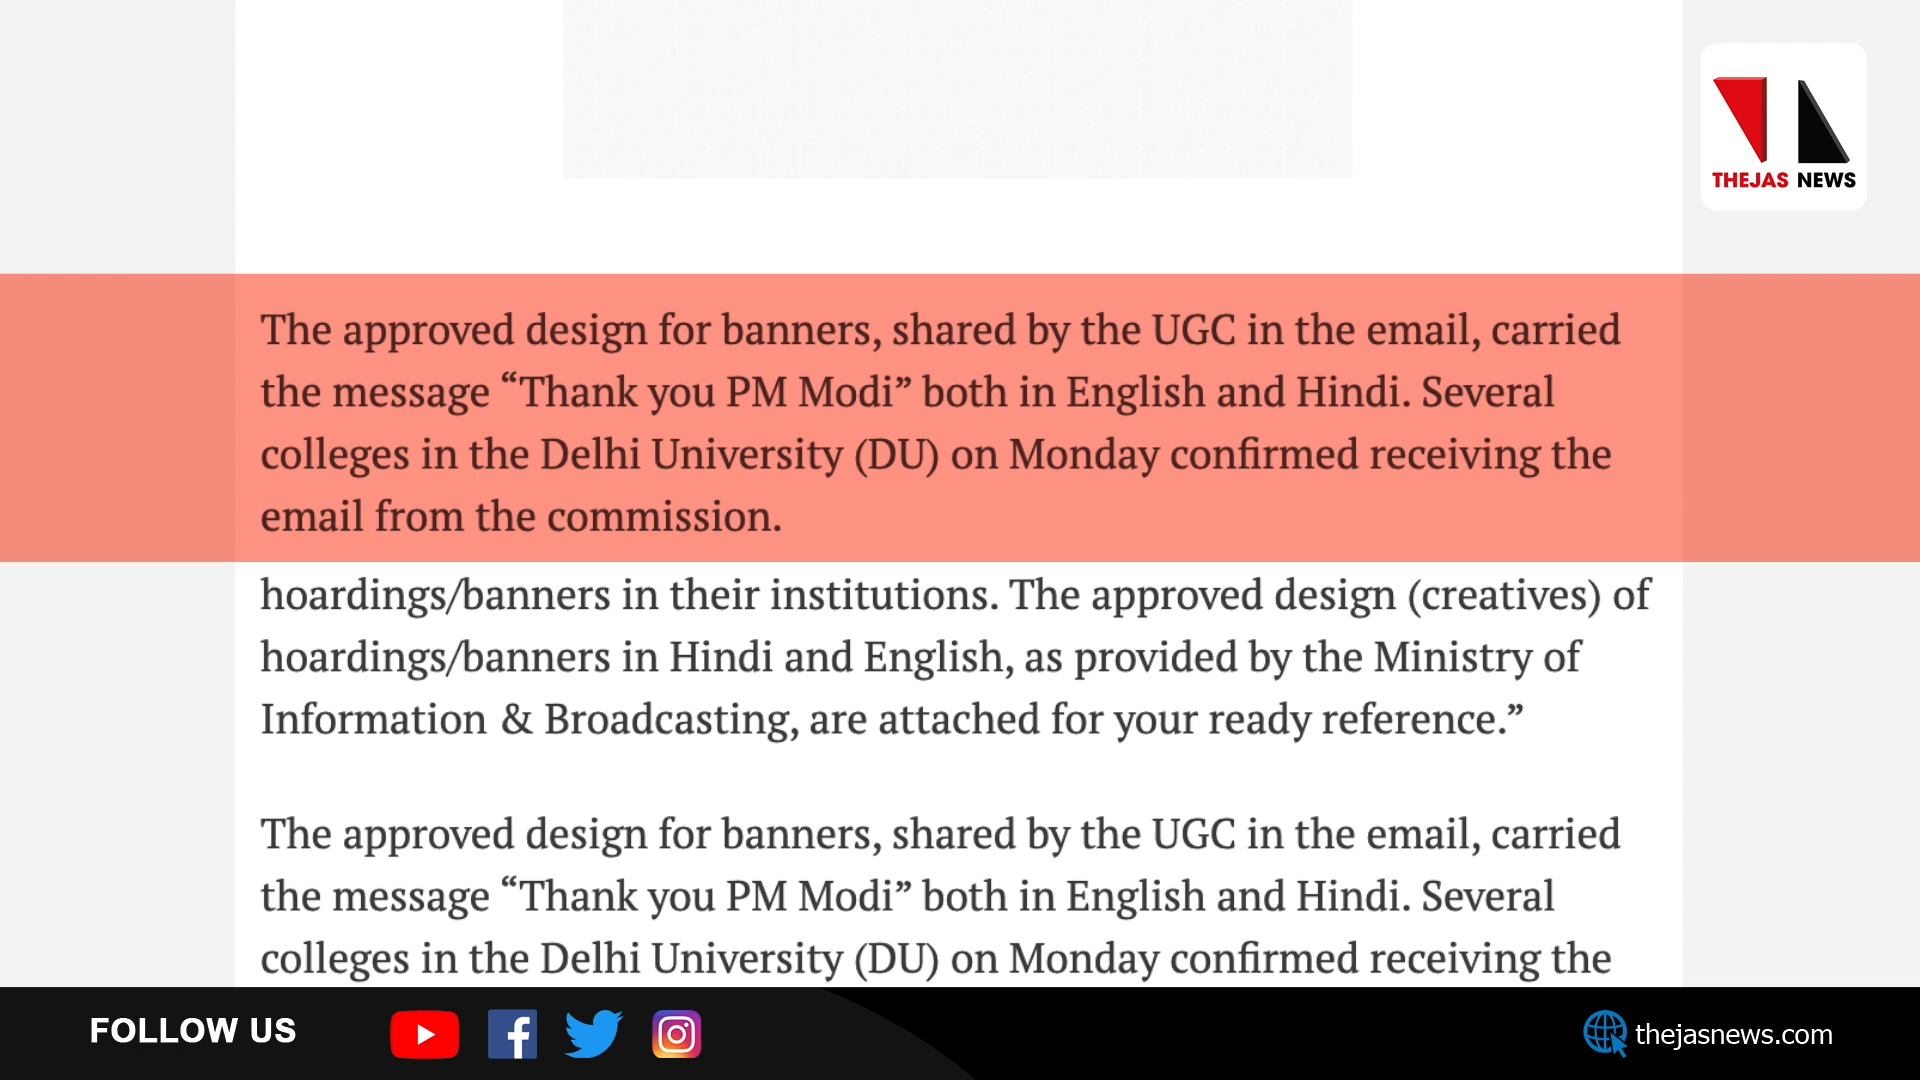 THEJAS NEWS
The approved design for banners, shared by the UGC in the email, carried
the message “Thank you PM Modi” both in English and Hindi. Several
colleges in the Delhi University (DU) on Monday confirmed receiving the
email from the commission.
hoardings/banners in their institutions. The approved design (creatives) of
hoardings/banners in Hindi and English, as provided by the Ministry of
Information & Broadcasting, are attached for your ready reference.”
The approved design for banners, shared by the UGC in the email, carried
the message “Thank you PM Modi” both in English and Hindi. Several
colleges in the Delhi University (DU) on Monday confirmed receiving the
FOLLOW US
thejasnews.com